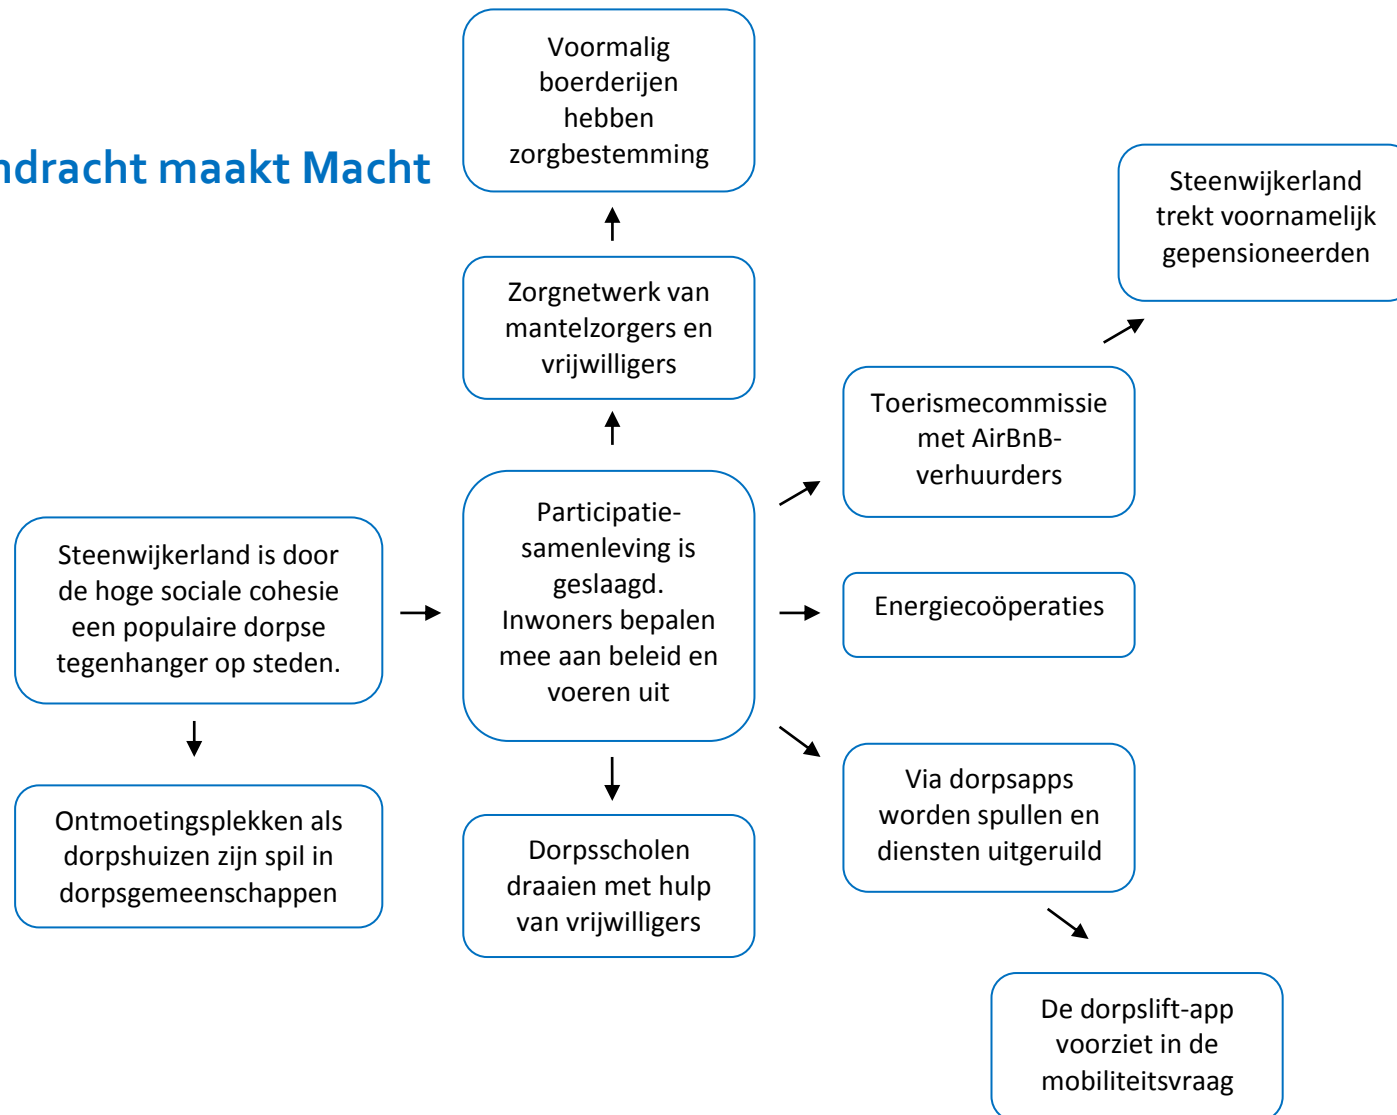 Voormalig
boerderijen
hebben
zorgbestemming
ndracht maakt Macht
Steenwijkerland
trekt voornamelijk
gepensioneerden
Zorgnetwerk van
mantelzorgers en
vrijwilligers
Toerismecommissie
met AirBnB-
verhuurders
Participatie-
samenleving is
geslaagd.
Inwoners bepalen
mee aan beleid en
voeren uit
Steenwijkerland is door
de hoge sociale cohesie
een populaire dorpse
tegenhanger op steden.
Energiecoöperaties
Via dorpsapps
worden spullen en
diensten uitgeruild
Ontmoetingsplekken als
dorpshuizen zijn spil in
dorpsgemeenschappen
Dorpsscholen
draaien met hulp
van vrijwilligers
De dorpslift-app
voorziet in de
mobiliteitsvraag